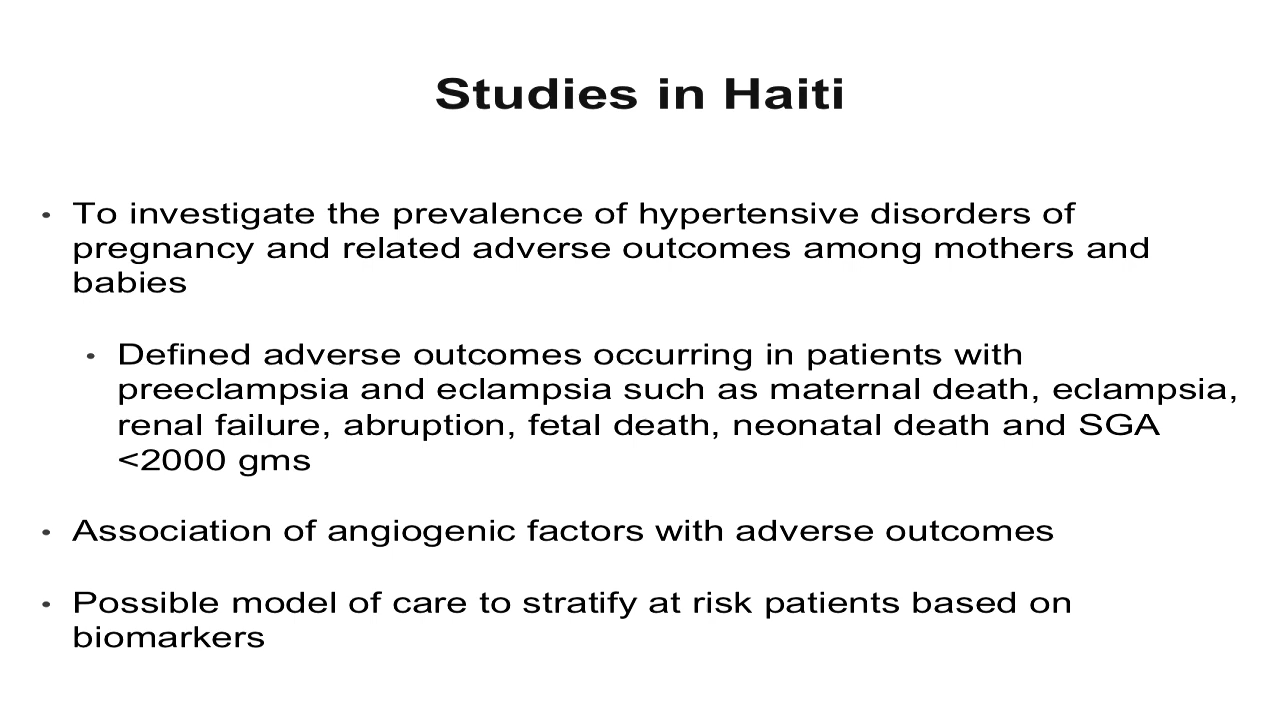 Studies in Haiti
• To investigate the prevalence of hypertensive disorders of
pregnancy and related adverse outcomes among mothers and
babies
• Defined adverse outcomes occurring in patients with
preeclampsia and eclampsia such as maternal death, eclampsia,
renal failure, abruption, fetal death, neonatal death and SGA
<2000 gms
• Association of angiogenic factors with adverse outcomes
• Possible model of care to stratify at risk patients based on
biomarkers